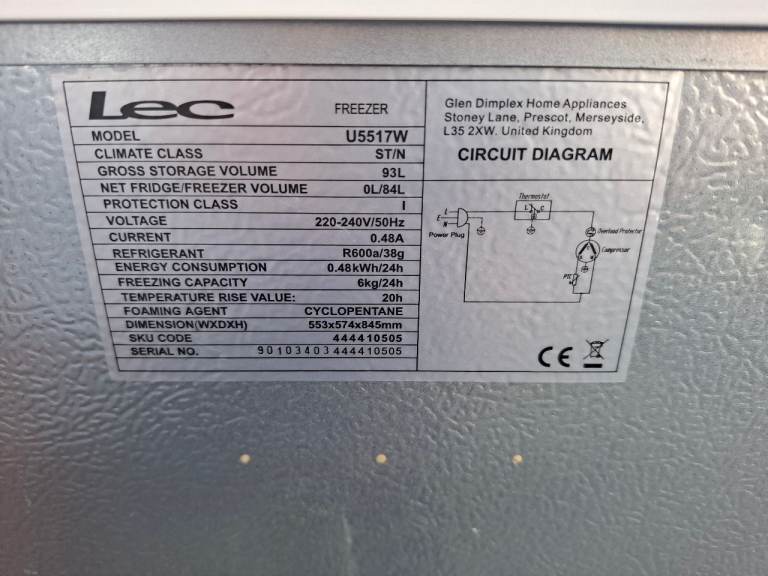 Lec FREEZER
MODEL U5517W
CLIMATE CLASS ST/N
GROSS STORAGE VOLUME 93L
NET FRIDGE/FREEZER VOLUME 0L/84L
PROTECTION CLASS I
VOLTAGE 220-240V/50Hz
CURRENT 0.48A
REFRIGERANT R600a/38g
ENERGY CONSUMPTION 0.48kWh/24h
FREEZING CAPACITY 6kg/24h
TEMPERATURE RISE VALUE: 20h
FOAMING AGENT CYCLOPENTANE
DIMENSION(WXDXH) 553x574x845mm
SKU CODE 444410505
SERIAL NO. 90103403444410505
Glen Dimplex Home Appliances
Stoney Lane, Prescot, Merseyside,
L35 2XW. United Kingdom
CIRCUIT DIAGRAM
Thermostat
L C
L
E
N
Power Plug
Overload Protector
Compressor
PTC
CE